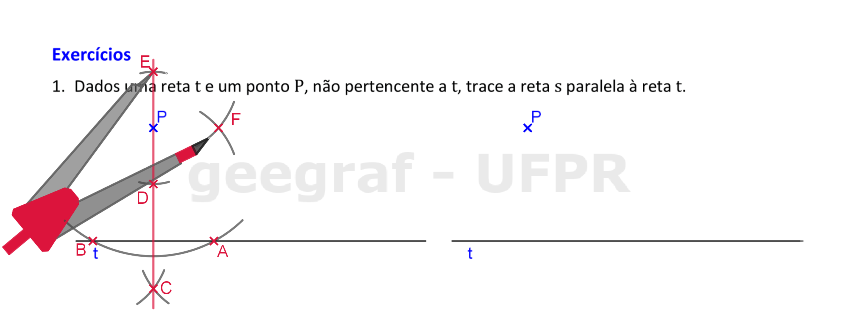 Exercícios
E
1. Dados uma reta t e um ponto P, não pertencente a t, trace a reta s paralela à reta t.
P F P
geegraf - UFPR
D
B t A t
C